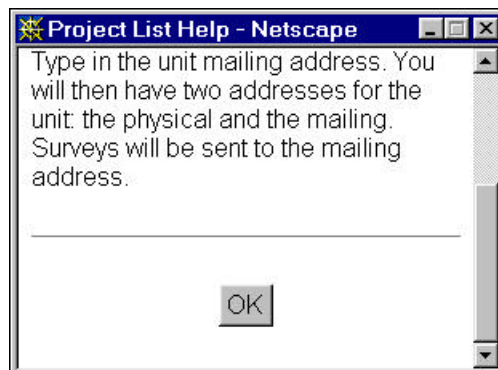 Project List Help - Netscape
Type in the unit mailing address. You
will then have two addresses for the
unit: the physical and the mailing.
Surveys will be sent to the mailing
address.
OK